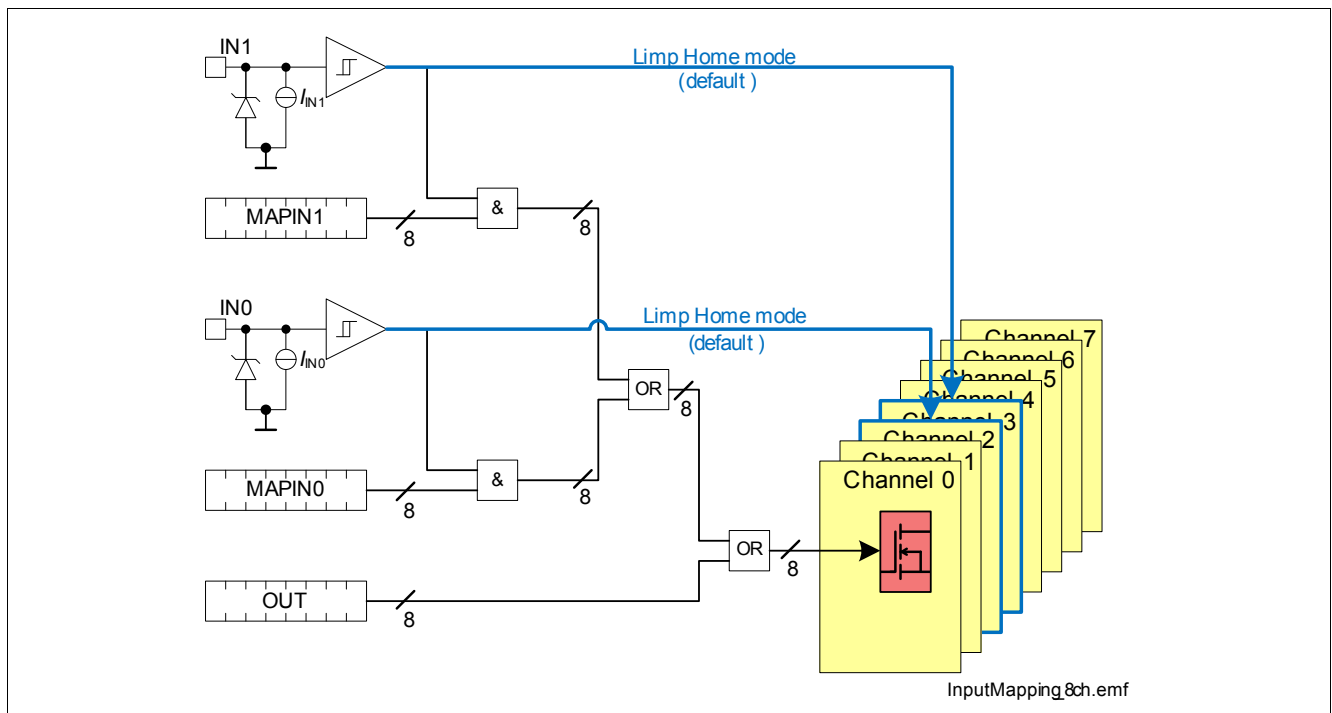 IN1
I_IN1
Limp Home mode
(default )
MAPIN1
8
&
8
IN0
I_IN0
Limp Home mode
(default )
MAPIN0
8
&
8
OR
8
OUT
8
OR
8
Channel 7
Channel 6
Channel 5
Channel 4
Channel 3
Channel 2
Channel 1
Channel 0
InputMapping_8ch.emf